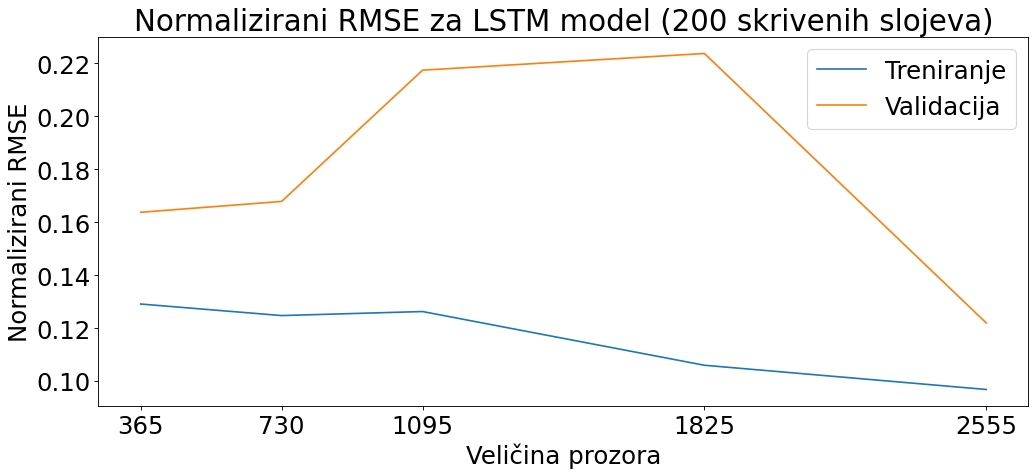 Normalizirani RMSE za LSTM model (200 skrivenih slojeva)
Treniranje
Validacija
Normalizirani RMSE
0.22
0.20
0.18
0.16
0.14
0.12
0.10
365 730 1095 1825 2555
Veličina prozora